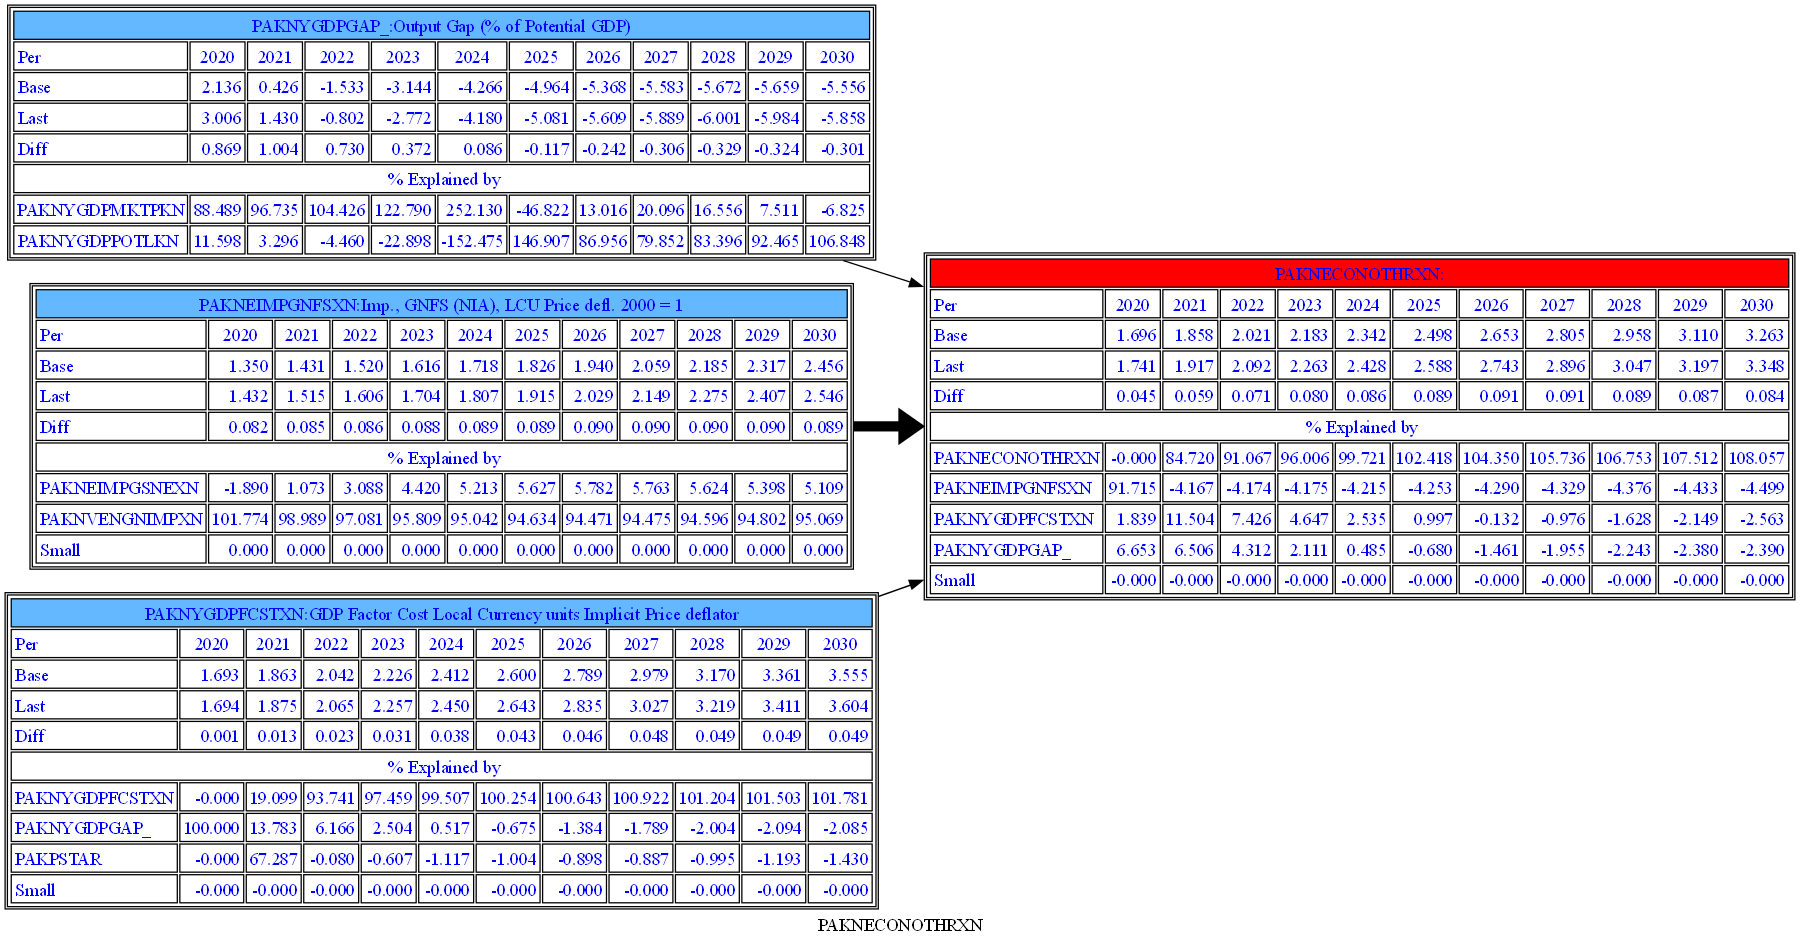 PAKNYGDPGAP_:Output Gap (% of Potential GDP)
Per 2020 2021 2022 2023 2024 2025 2026 2027 2028 2029 2030
Base 2.136 0.426 -1.533 -3.144 -4.266 -4.964 -5.368 -5.583 -5.672 -5.659 -5.556
Last 3.006 1.430 -0.802 -2.772 -4.180 -5.081 -5.609 -5.889 -6.001 -5.984 -5.858
Diff 0.869 1.004 0.730 0.372 0.086 -0.117 -0.242 -0.306 -0.329 -0.324 -0.301
% Explained by
PAKNYGDPMKTPKN 88.489 96.735 104.426 122.790 252.130 -46.822 13.016 20.096 16.556 7.511 -6.825
PAKNYGDPPOTLKN 11.598 3.296 -4.460 -22.898 -152.475 146.907 86.956 79.852 83.396 92.465 106.848
PAKNEIMPGNFSXN:Imp., GNFS (NIA), LCU Price defl. 2000 = 1
Per 2020 2021 2022 2023 2024 2025 2026 2027 2028 2029 2030
Base 1.350 1.431 1.520 1.616 1.718 1.826 1.940 2.059 2.185 2.317 2.456
Last 1.432 1.515 1.606 1.704 1.807 1.915 2.029 2.149 2.275 2.407 2.546
Diff 0.082 0.085 0.086 0.088 0.089 0.089 0.090 0.090 0.090 0.090 0.089
% Explained by
PAKNEIMPGSNEXN -1.890 1.073 3.088 4.420 5.213 5.627 5.782 5.763 5.624 5.398 5.109
PAKNVENGNIMPXN 101.774 98.989 97.081 95.809 95.042 94.634 94.471 94.475 94.596 94.802 95.069
Small 0.000 0.000 0.000 0.000 0.000 0.000 0.000 0.000 0.000 0.000 0.000
PAKNYGDPFCSTXN:GDP Factor Cost Local Currency units Implicit Price deflator
Per 2020 2021 2022 2023 2024 2025 2026 2027 2028 2029 2030
Base 1.693 1.863 2.042 2.226 2.412 2.600 2.789 2.979 3.170 3.361 3.555
Last 1.694 1.875 2.065 2.257 2.450 2.643 2.835 3.027 3.219 3.411 3.604
Diff 0.001 0.013 0.023 0.031 0.038 0.043 0.046 0.048 0.049 0.049 0.049
% Explained by
PAKNYGDPFCSTXN -0.000 19.099 93.741 97.459 99.507 100.254 100.643 100.922 101.204 101.503 101.781
PAKNYGDPGAP_ 100.000 13.783 6.166 2.504 0.517 -0.675 -1.384 -1.789 -2.004 -2.094 -2.085
PAKPSTAR -0.000 67.287 -0.080 -0.607 -1.117 -1.004 -0.898 -0.887 -0.995 -1.193 -1.430
Small -0.000 -0.000 -0.000 -0.000 -0.000 -0.000 -0.000 -0.000 -0.000 -0.000 -0.000
PAKNECONOTHRXN:
Per 2020 2021 2022 2023 2024 2025 2026 2027 2028 2029 2030
Base 1.696 1.858 2.021 2.183 2.342 2.498 2.653 2.805 2.958 3.110 3.263
Last 1.741 1.917 2.092 2.263 2.428 2.588 2.743 2.896 3.047 3.197 3.348
Diff 0.045 0.059 0.071 0.080 0.086 0.089 0.091 0.091 0.089 0.087 0.084
% Explained by
PAKNECONOTHRXN -0.000 84.720 91.067 96.006 99.721 102.418 104.350 105.736 106.753 107.512 108.057
PAKNEIMPGNFSXN 91.715 -4.167 -4.174 -4.175 -4.215 -4.253 -4.290 -4.329 -4.376 -4.433 -4.499
PAKNYGDPFCSTXN 1.839 11.504 7.426 4.647 2.535 0.997 -0.132 -0.976 -1.628 -2.149 -2.563
PAKNYGDPGAP_ 6.653 6.506 4.312 2.111 0.485 -0.680 -1.461 -1.955 -2.243 -2.380 -2.390
Small -0.000 -0.000 -0.000 -0.000 -0.000 -0.000 -0.000 -0.000 -0.000 -0.000 -0.000
PAKNECONOTHRXN